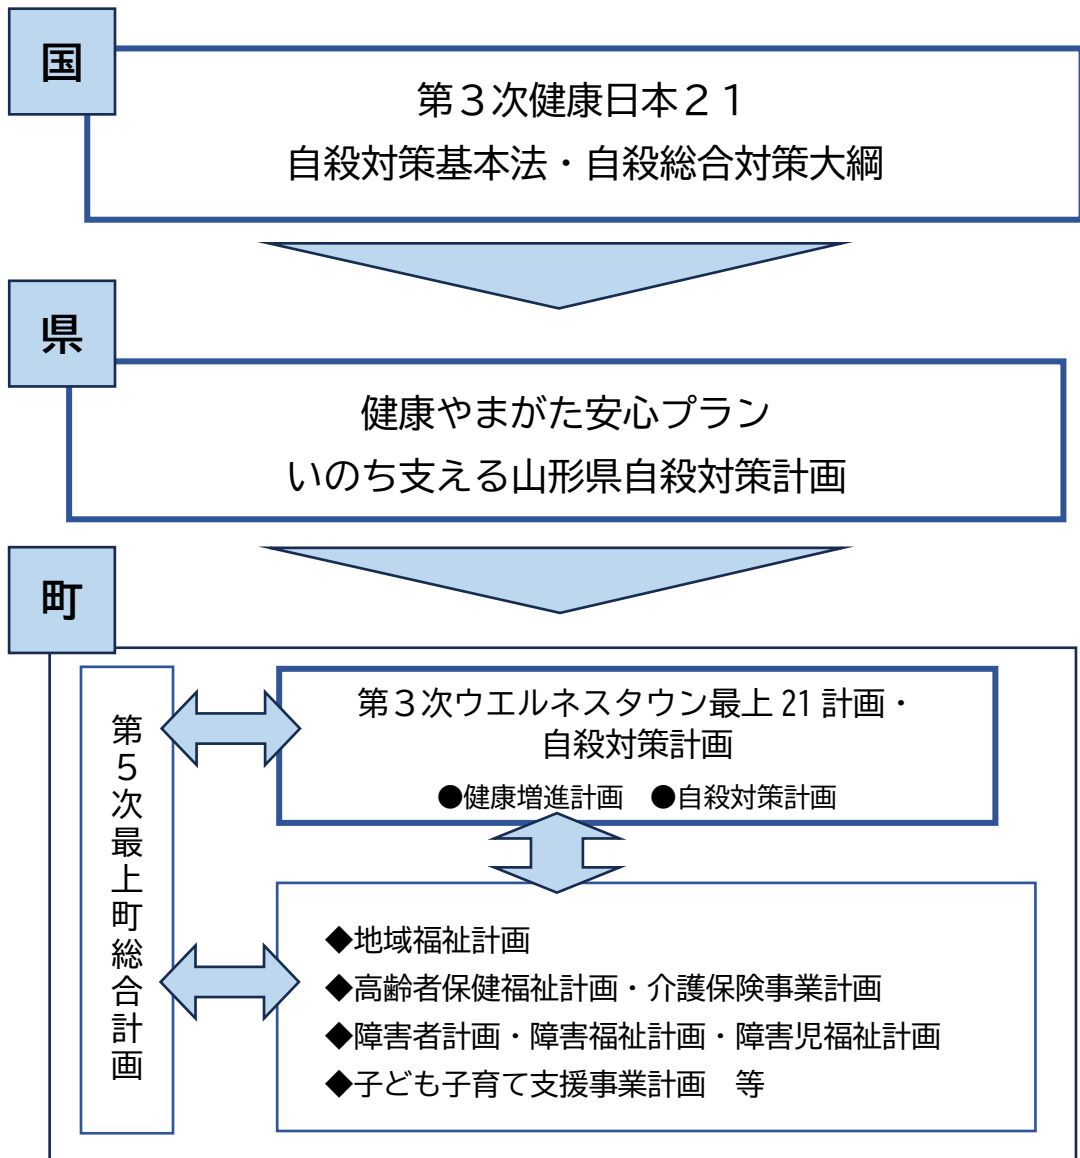 国
第３次健康日本２１
自殺対策基本法・自殺総合対策大綱
県
健康やまがた安心プラン
いのち支える山形県自殺対策計画
町
第５次最上町総合計画
第３次ウエルネスタウン最上 21 計画・
自殺対策計画
●健康増進計画　●自殺対策計画
◆地域福祉計画
◆高齢者保健福祉計画・介護保険事業計画
◆障害者計画・障害福祉計画・障害児福祉計画
◆子ども子育て支援事業計画　等